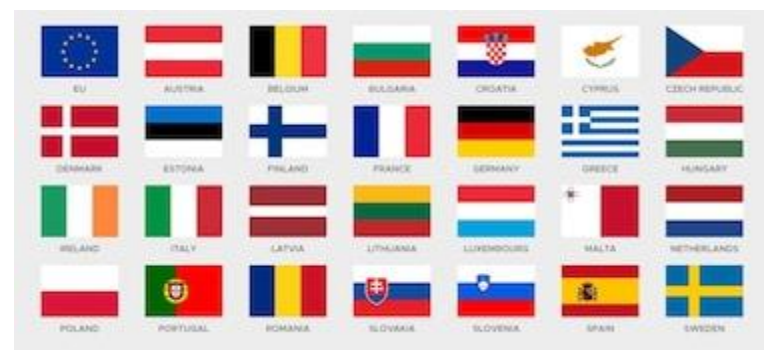 EU AUSTRIA BELGIUM BULGARIA CROATIA CYPRUS CZECH REPUBLIC
DENMARK ESTONIA FINLAND FRANCE GERMANY GREECE HUNGARY
IRELAND ITALY LATVIA LITHUANIA LUXEMBOURG MALTA NETHERLANDS
POLAND PORTUGAL ROMANIA SLOVAKIA SLOVENIA SPAIN SWEDEN